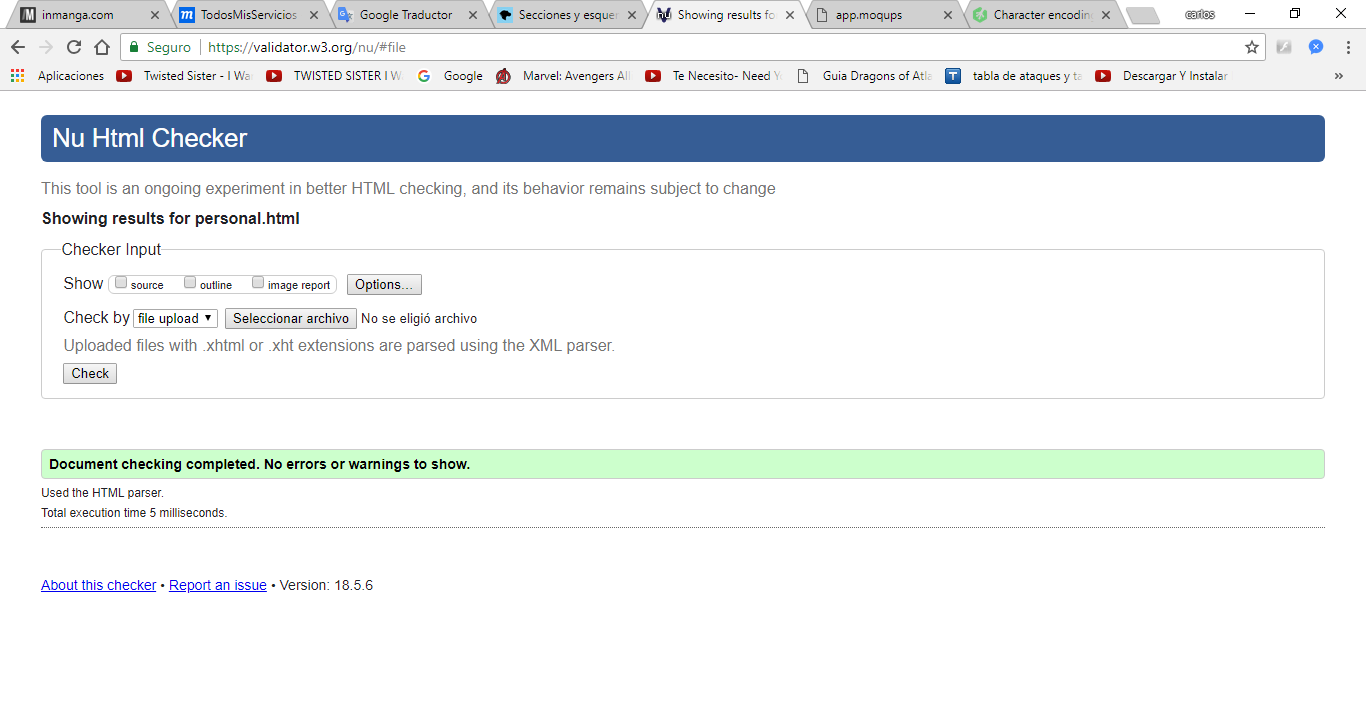 inmanga.com
TodosMisServicios
Google Traductor
Secciones y esque
Showing results fo
app.moqups
Character encodin
carlos
Seguro
https://validator.w3.org/nu/#file
Aplicaciones
Twisted Sister - I Wa
TWISTED SISTER I W
Google
Marvel: Avengers All
Te Necesito- Need Y
Guia Dragons of Atla
tabla de ataques y ta
Descargar Y Instalar
»
Nu Html Checker
This tool is an ongoing experiment in better HTML checking, and its behavior remains subject to change
Showing results for personal.html
Checker Input
Show source outline image report Options...
Check by file upload Seleccionar archivo No se eligió archivo
Uploaded files with .xhtml or .xht extensions are parsed using the XML parser.
Check
Document checking completed. No errors or warnings to show.
Used the HTML parser.
Total execution time 5 milliseconds.
About this checker • Report an issue • Version: 18.5.6